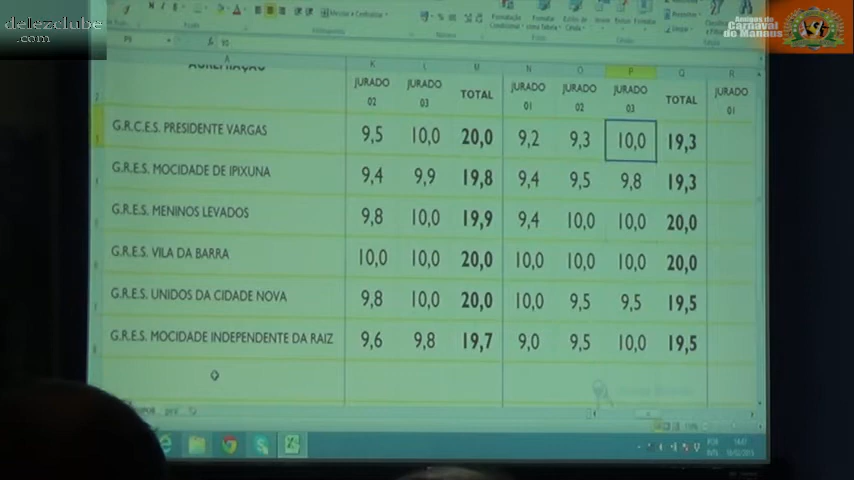 delezclube
.com
Amigos do
Carnaval
de Manaus
AGREMIAÇÃO
K L M N O P Q R
JURADO 02 JURADO 03 TOTAL JURADO 01 JURADO 02 JURADO 03 TOTAL JURADO 01
G.R.C.E.S. PRESIDENTE VARGAS 9,5 10,0 20,0 9,2 9,3 10,0 19,3
G.R.E.S. MOCIDADE DE IPIXUNA 9,4 9,9 19,8 9,4 9,5 9,8 19,3
G.R.E.S. MENINOS LEVADOS 9,8 10,0 19,9 9,4 10,0 10,0 20,0
G.R.E.S. VILA DA BARRA 10,0 10,0 20,0 10,0 10,0 10,0 20,0
G.R.E.S. UNIDOS DA CIDADE NOVA 9,8 10,0 20,0 10,0 9,5 9,5 19,5
G.R.E.S. MOCIDADE INDEPENDENTE DA RAIZ 9,6 9,8 19,7 9,0 9,5 10,0 19,5